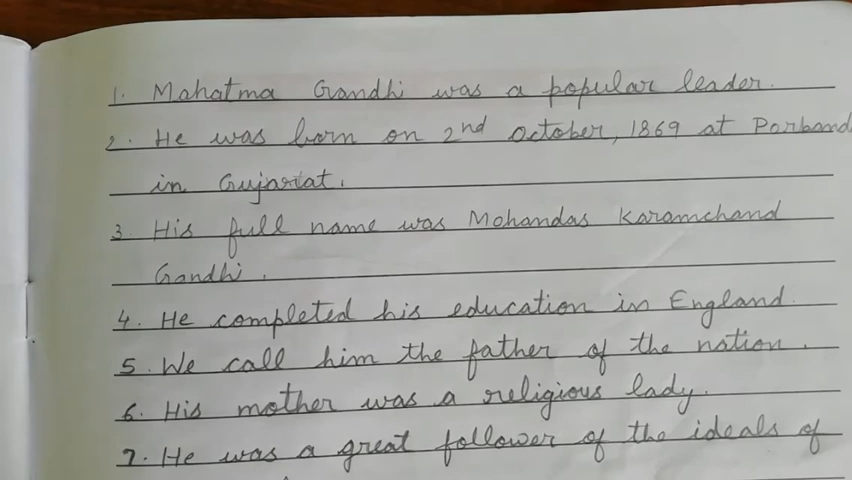 1. Mahatma Gandhi was a popular leader.
2. He was born on 2nd October, 1869 at Porband
in Gujarat.
3. His full name was Mohandas Karamchand
Gandhi.
4. He completed his education in England.
5. We call him the father of the nation.
6. His mother was a religious lady.
7. He was a great follower of the ideals of